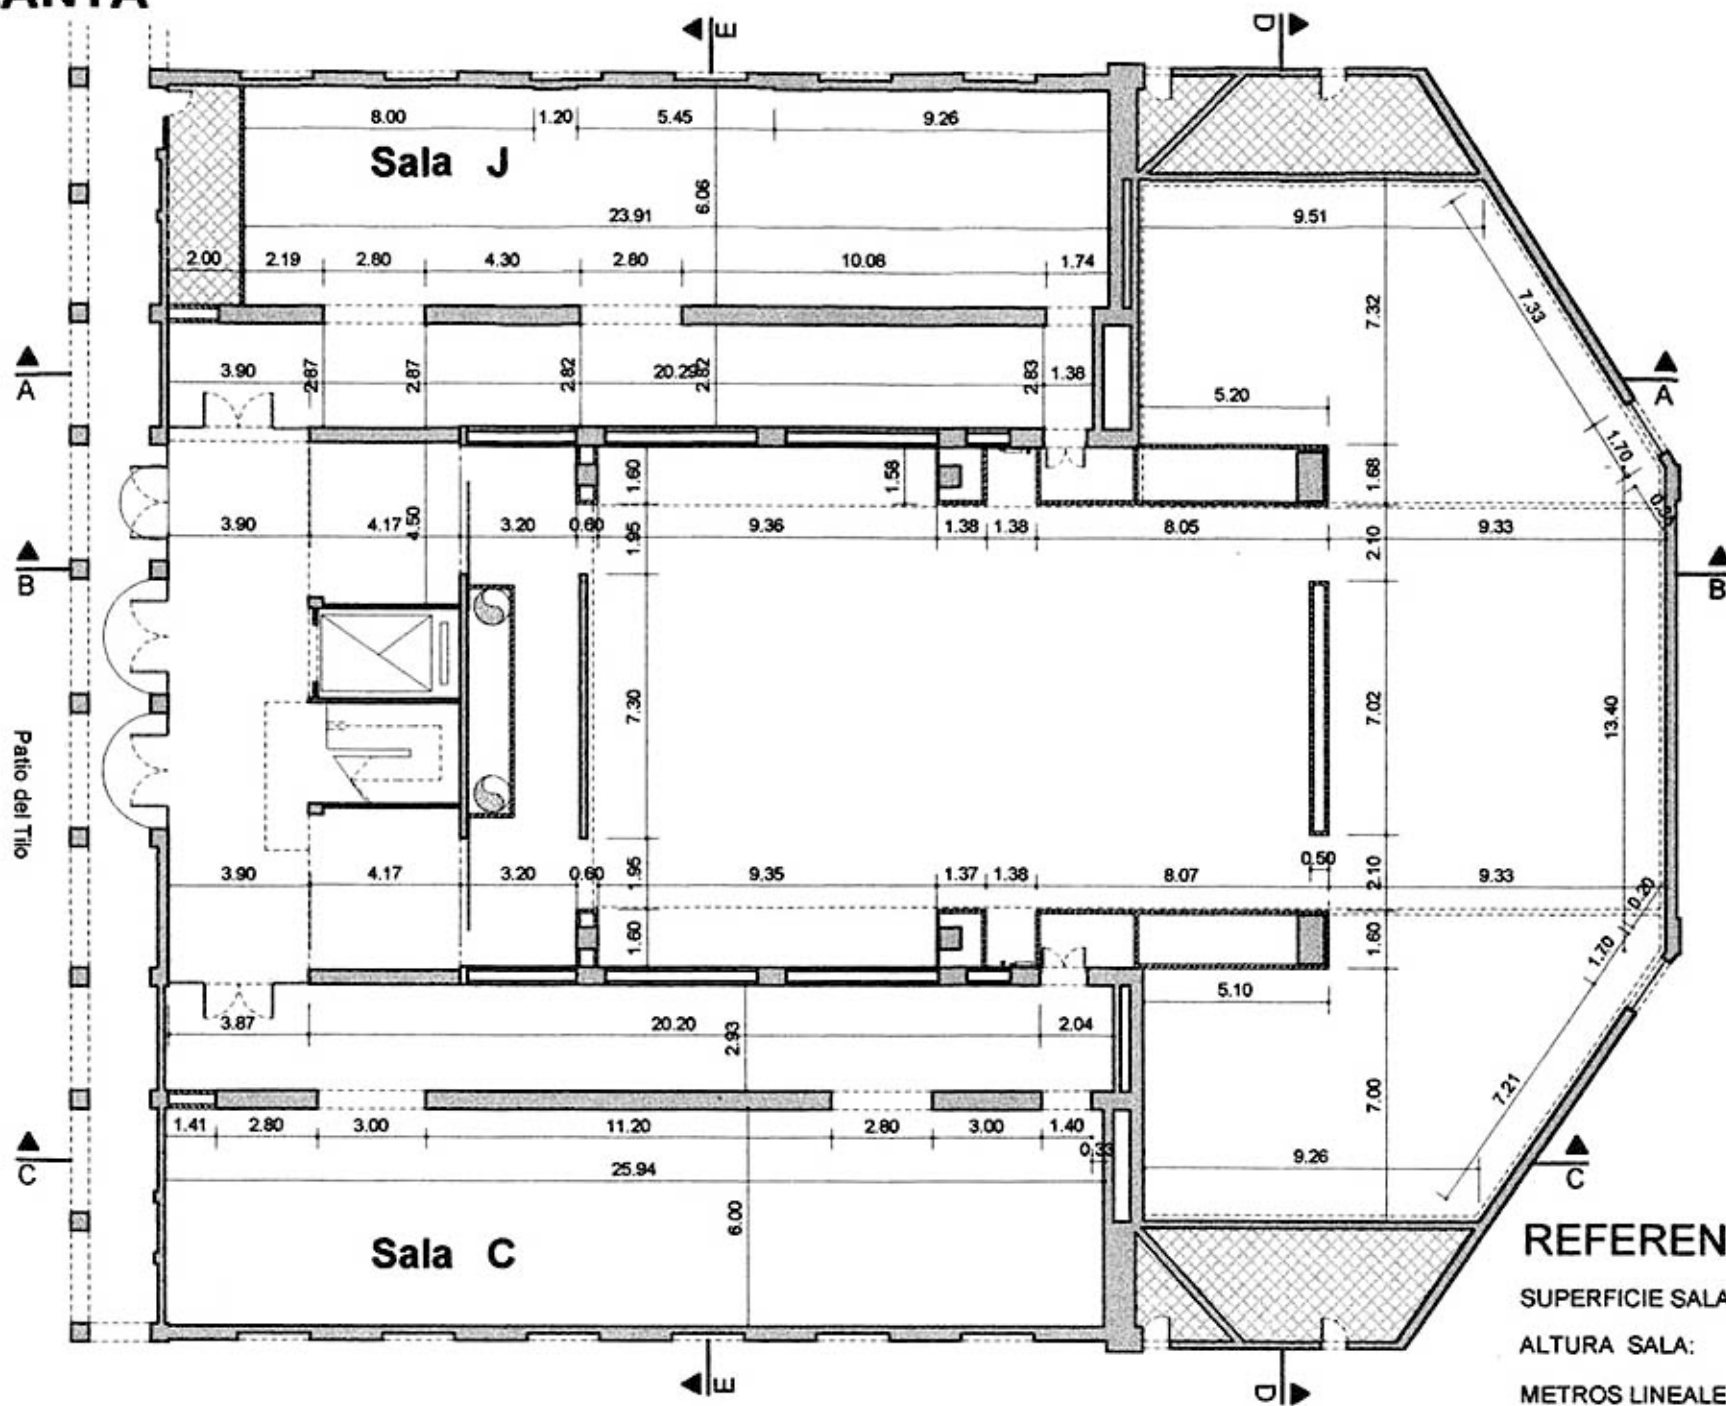 ANTA
E D
8.00 1.20 5.45 9.26
Sala J
6.06
23.91 9.51
2.00 2.19 2.80 4.30 2.80 10.08 1.74
7.33
7.32
A 3.90 2.87 2.87 2.82 20.29 2.82 2.83 1.38 A
5.20
1.60 1.58 1.68 1.70
3.90 4.17 4.50 3.20 0.60 1.95 9.36 1.38 1.38 8.05 2.10 9.33
B B
7.30 7.02 13.40
Patio del Tilo
3.90 4.17 3.20 0.60 1.95 9.35 1.37 1.38 8.07 0.50 2.10 9.33 0.20
1.60 1.60 1.70
5.10
3.87 20.20 2.93 2.04
7.00 7.21
1.41 2.80 3.00 11.20 2.80 3.00 1.40
0.33
C 25.94 9.26 C
6.00
Sala C
REFEREN
SUPERFICIE SALA
ALTURA SALA:
METROS LINEALE
E D